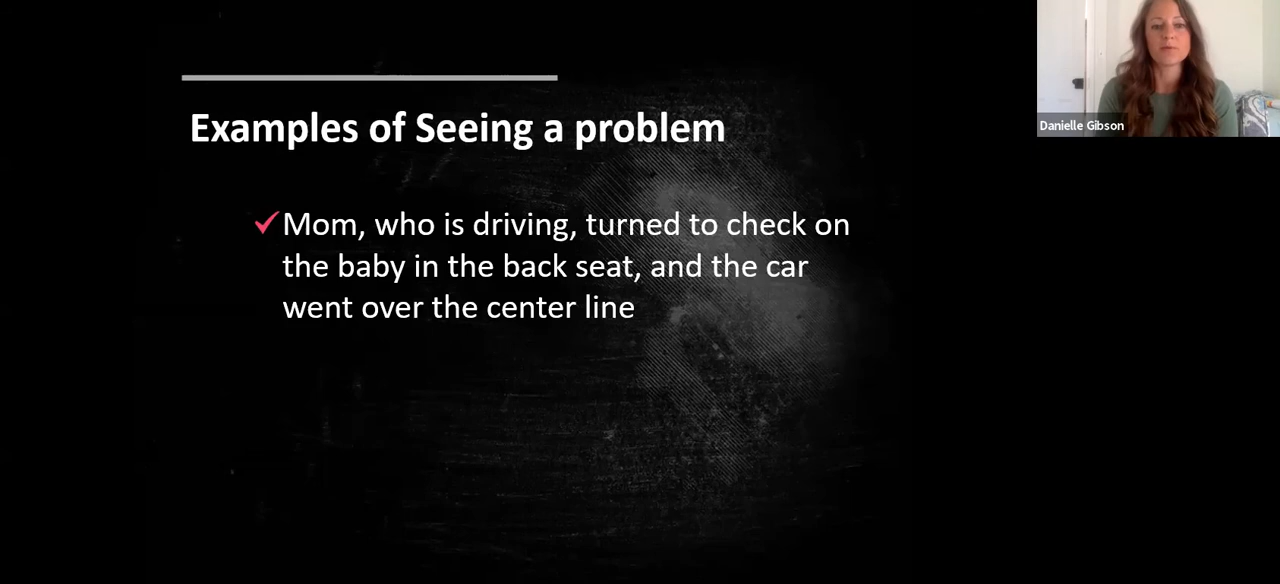 Examples of Seeing a problem
Mom, who is driving, turned to check on
the baby in the back seat, and the car
went over the center line
Danielle Gibson